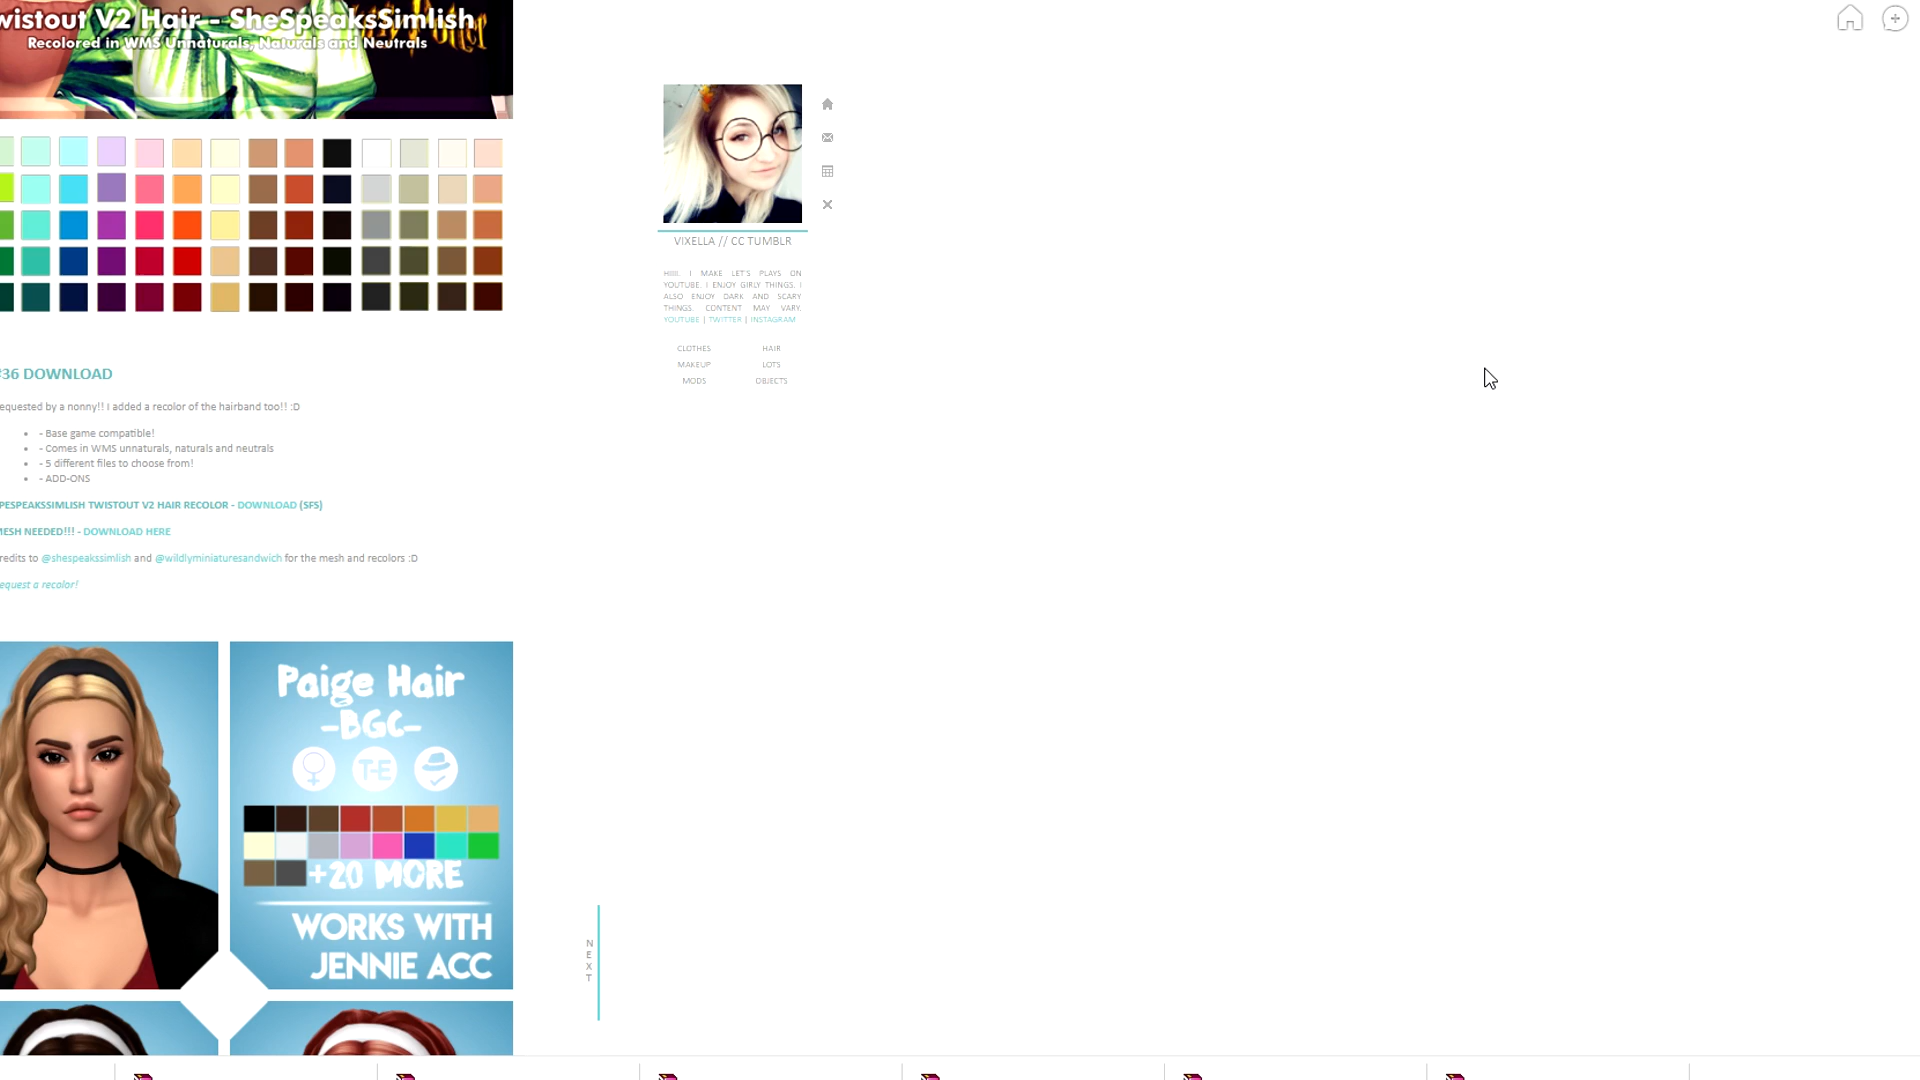 wistout V2 Hair - SheSpeaksSimlish
Recolored in WMS Unnaturals, Naturals and Neutrals
#36 DOWNLOAD
equested by a nonny!! I added a recolor of the hairband too!! :D
- Base game compatible!
- Comes in WMS unnaturals, naturals and neutrals
- 5 different files to choose from!
- ADD-ONS
PESPEAKSSIMLISH TWISTOUT V2 HAIR RECOLOR - DOWNLOAD (SFS)
MESH NEEDED!!! - DOWNLOAD HERE
redits to @shespeakssimlish and @wildlyminiaturesandwich for the mesh and recolors :D
equest a recolor!
Paige Hair
-BGC-
T-E
+20 MORE
WORKS WITH
JENNIE ACC
NEXT
VIXELLA // CC TUMBLR
HIIII. I MAKE LET'S PLAYS ON
YOUTUBE. I ENJOY GIRLY THINGS. I
ALSO ENJOY DARK AND SCARY
THINGS. CONTENT MAY VARY.
YOUTUBE | TWITTER | INSTAGRAM
CLOTHES HAIR
MAKEUP LOTS
MODS OBJECTS